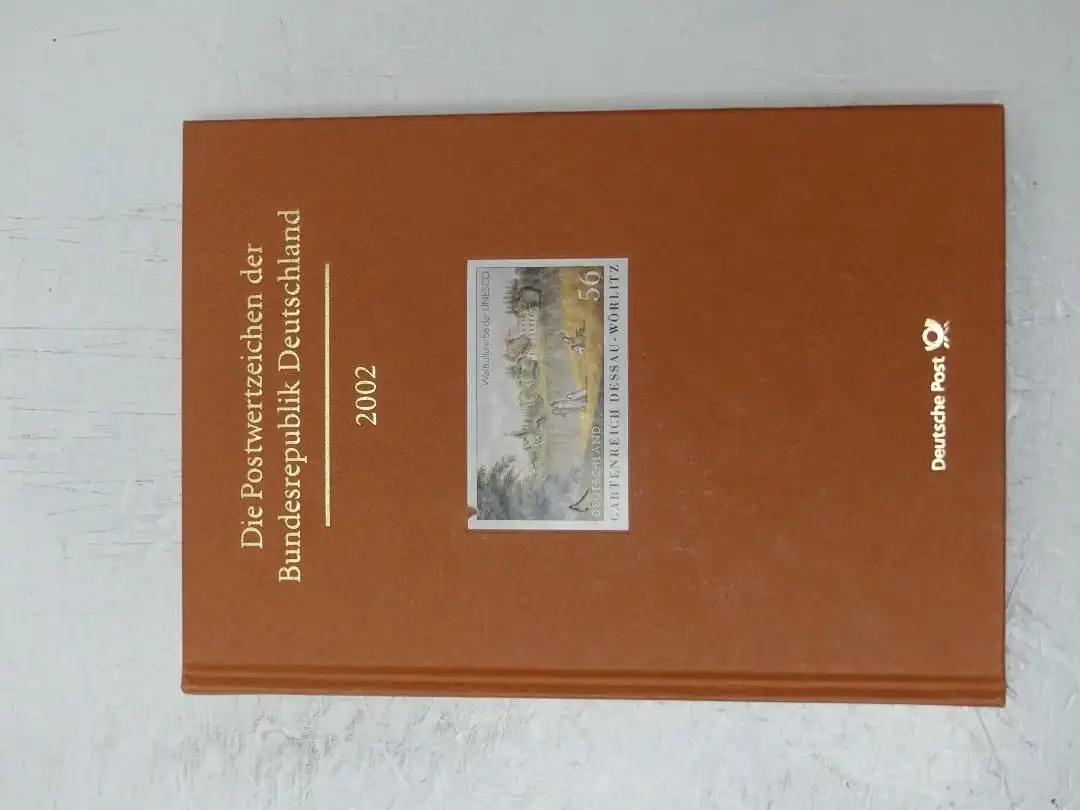 Die Postwertzeichen der
Bundesrepublik Deutschland
2002
Weltkulturerbe der UNESCO
DEUTSCHLAND
56
GARTENREICH DESSAU-WÖRLITZ
Deutsche Post